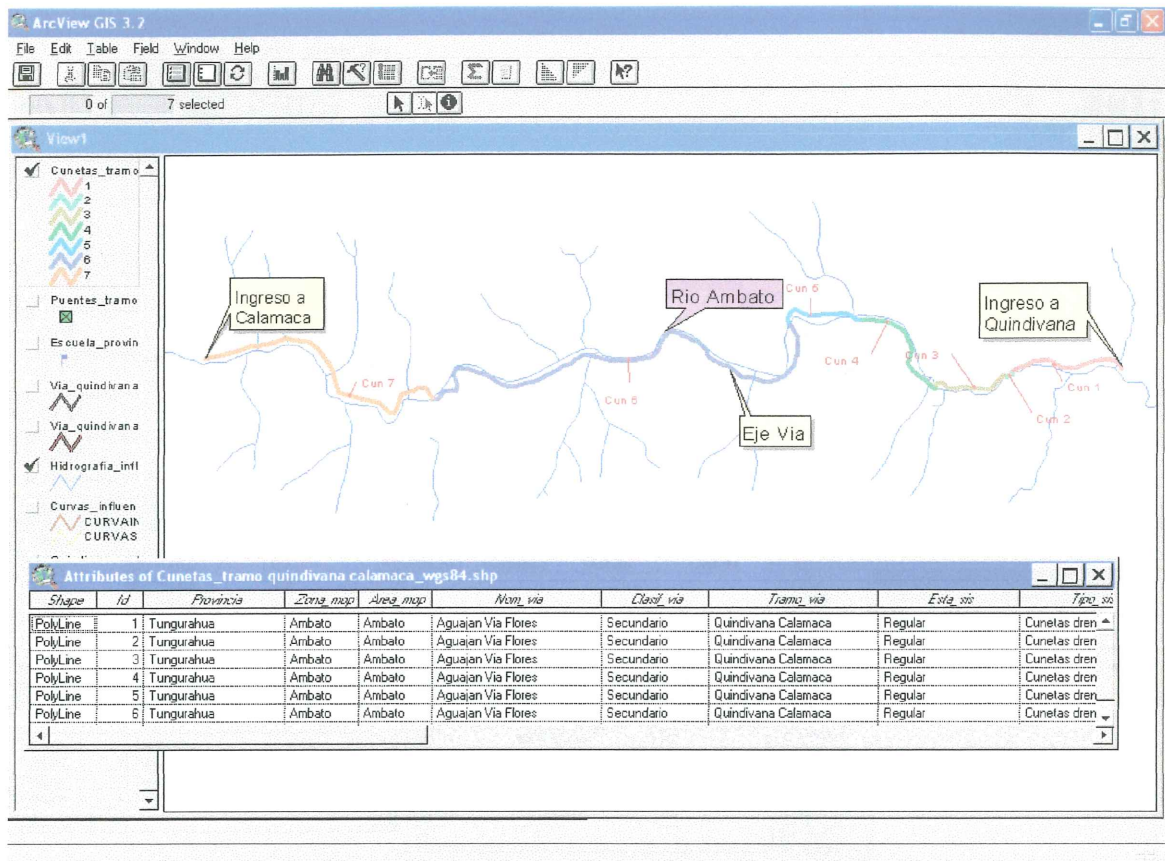 ArcView GIS 3.2
File Edit Table Field Window Help
0 of 7 selected
View1
Cunetas_tramo
1
2
3
4
5
6
7
Puentes_tramo
Escuela_provin
Via_quindivana
Via_quindivana
Hidrografia_infl
Curvas_influen
CURVAIN
CURVAS
Ingreso a
Calamaca
Rio Ambato
Ingreso a
Quindivana
Eje Via
Cun 5
Cun 4
Cun 3
Cun 7
Cun 6
Cun 1
Cun 2
Attributes of Cunetas_tramo quindivana calamaca_wgs84.shp
Shape Id Provincia Zona_mop Area_mop Nom_via Clasif_via Tramo_via Esta_sis Tipo_sis
PolyLine 1 Tungurahua Ambato Ambato Aguajan Via Flores Secundario Quindivana Calamaca Regular Cunetas dren
PolyLine 2 Tungurahua Ambato Ambato Aguajan Via Flores Secundario Quindivana Calamaca Regular Cunetas dren
PolyLine 3 Tungurahua Ambato Ambato Aguajan Via Flores Secundario Quindivana Calamaca Regular Cunetas dren
PolyLine 4 Tungurahua Ambato Ambato Aguajan Via Flores Secundario Quindivana Calamaca Regular Cunetas dren
PolyLine 5 Tungurahua Ambato Ambato Aguajan Via Flores Secundario Quindivana Calamaca Regular Cunetas dren
PolyLine 6 Tungurahua Ambato Ambato Aguajan Via Flores Secundario Quindivana Calamaca Regular Cunetas dren